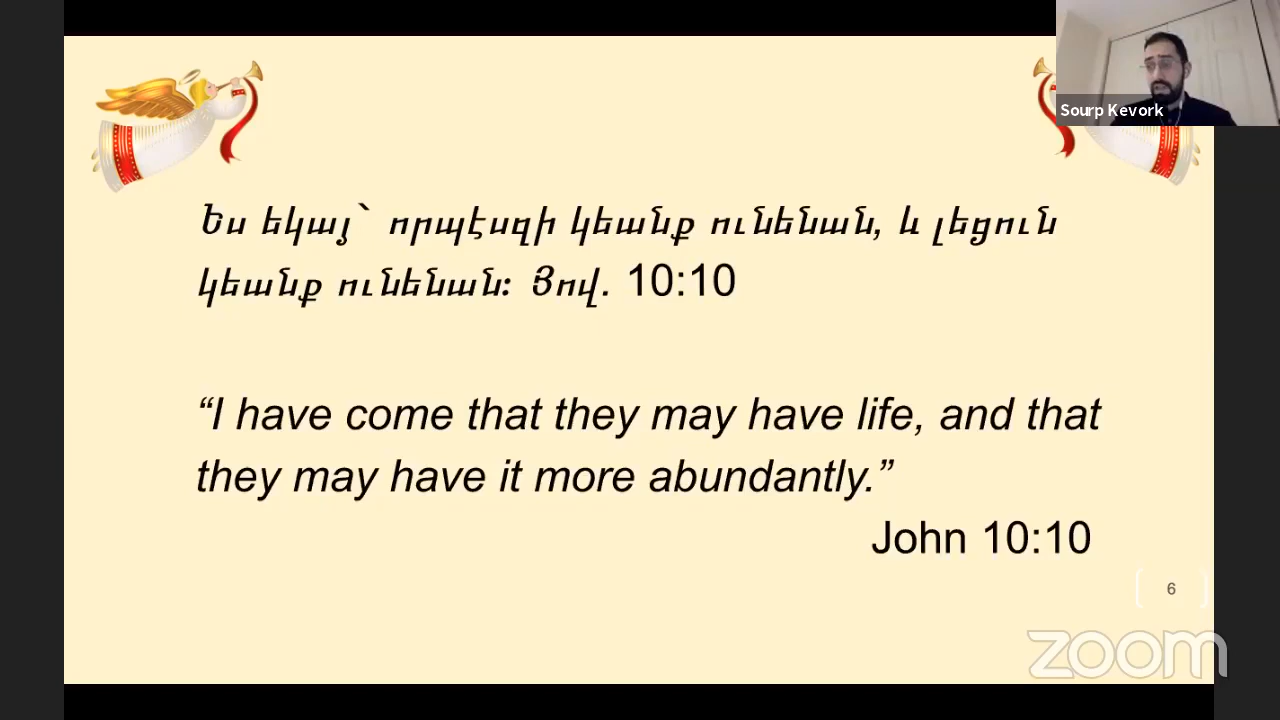 Sourp Kevork
Ես եկայ՝ որպէսզի կեանք ունենան, և լեցուն
կեանք ունենան։ Յով. 10:10
“I have come that they may have life, and that
they may have it more abundantly.”
John 10:10
6
zoom